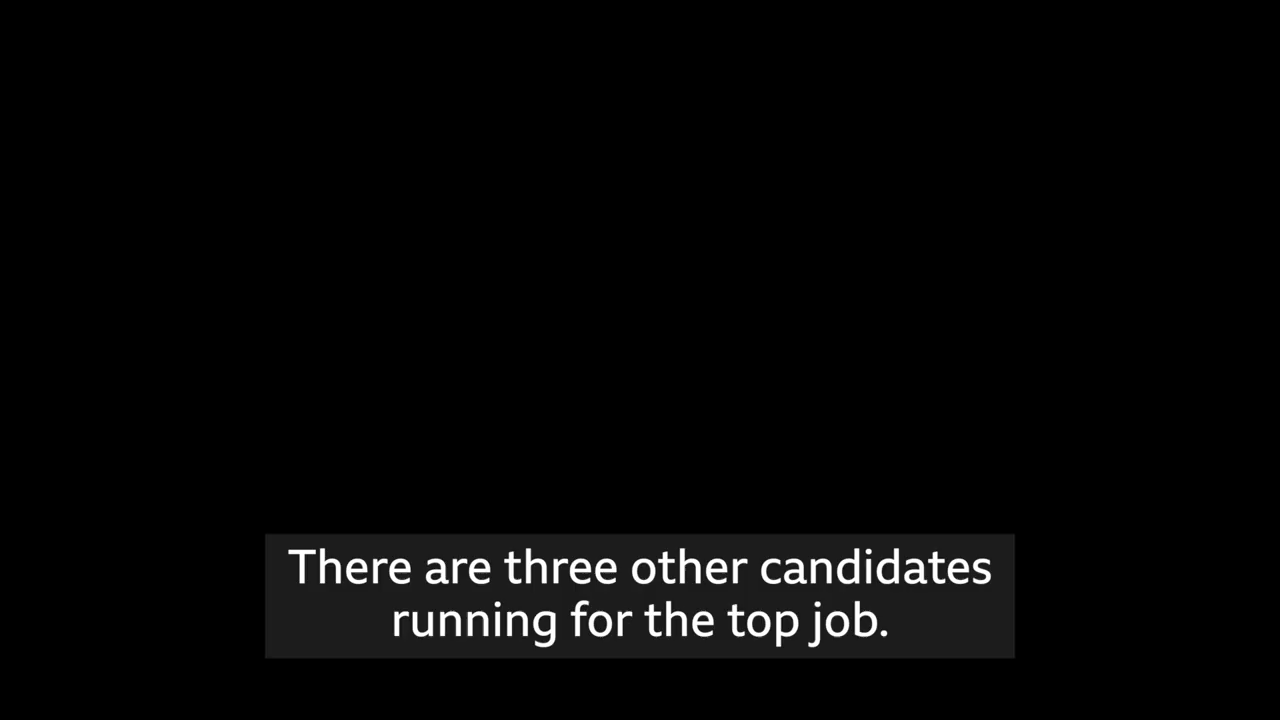 There are three other candidates
running for the top job.